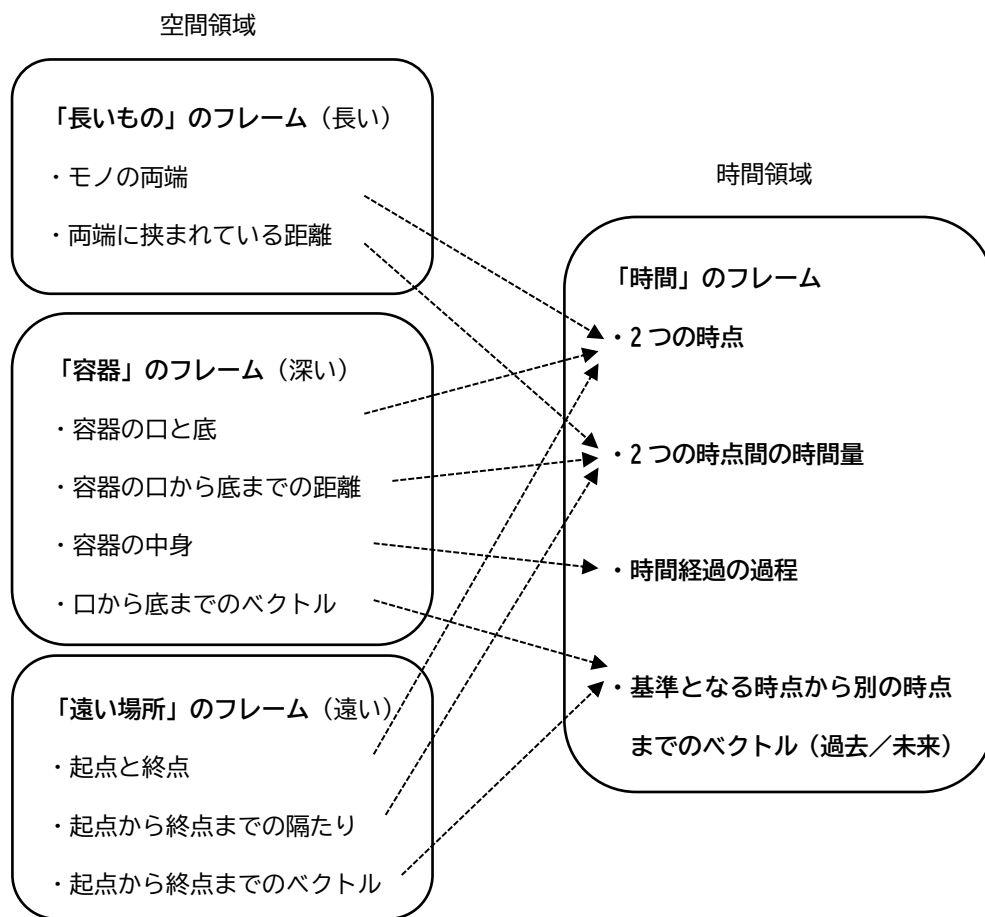 空間領域
「長いもの」のフレーム（長い）
・モノの両端
・両端に挟まれている距離
「容器」のフレーム（深い）
・容器の口と底
・容器の口から底までの距離
・容器の中身
・口から底までのベクトル
「遠い場所」のフレーム（遠い）
・起点と終点
・起点から終点までの隔たり
・起点から終点までのベクトル
時間領域
「時間」のフレーム
・2 つの時点
・2 つの時点間の時間量
・時間経過の過程
・基準となる時点から別の時点
までのベクトル（過去／未来）